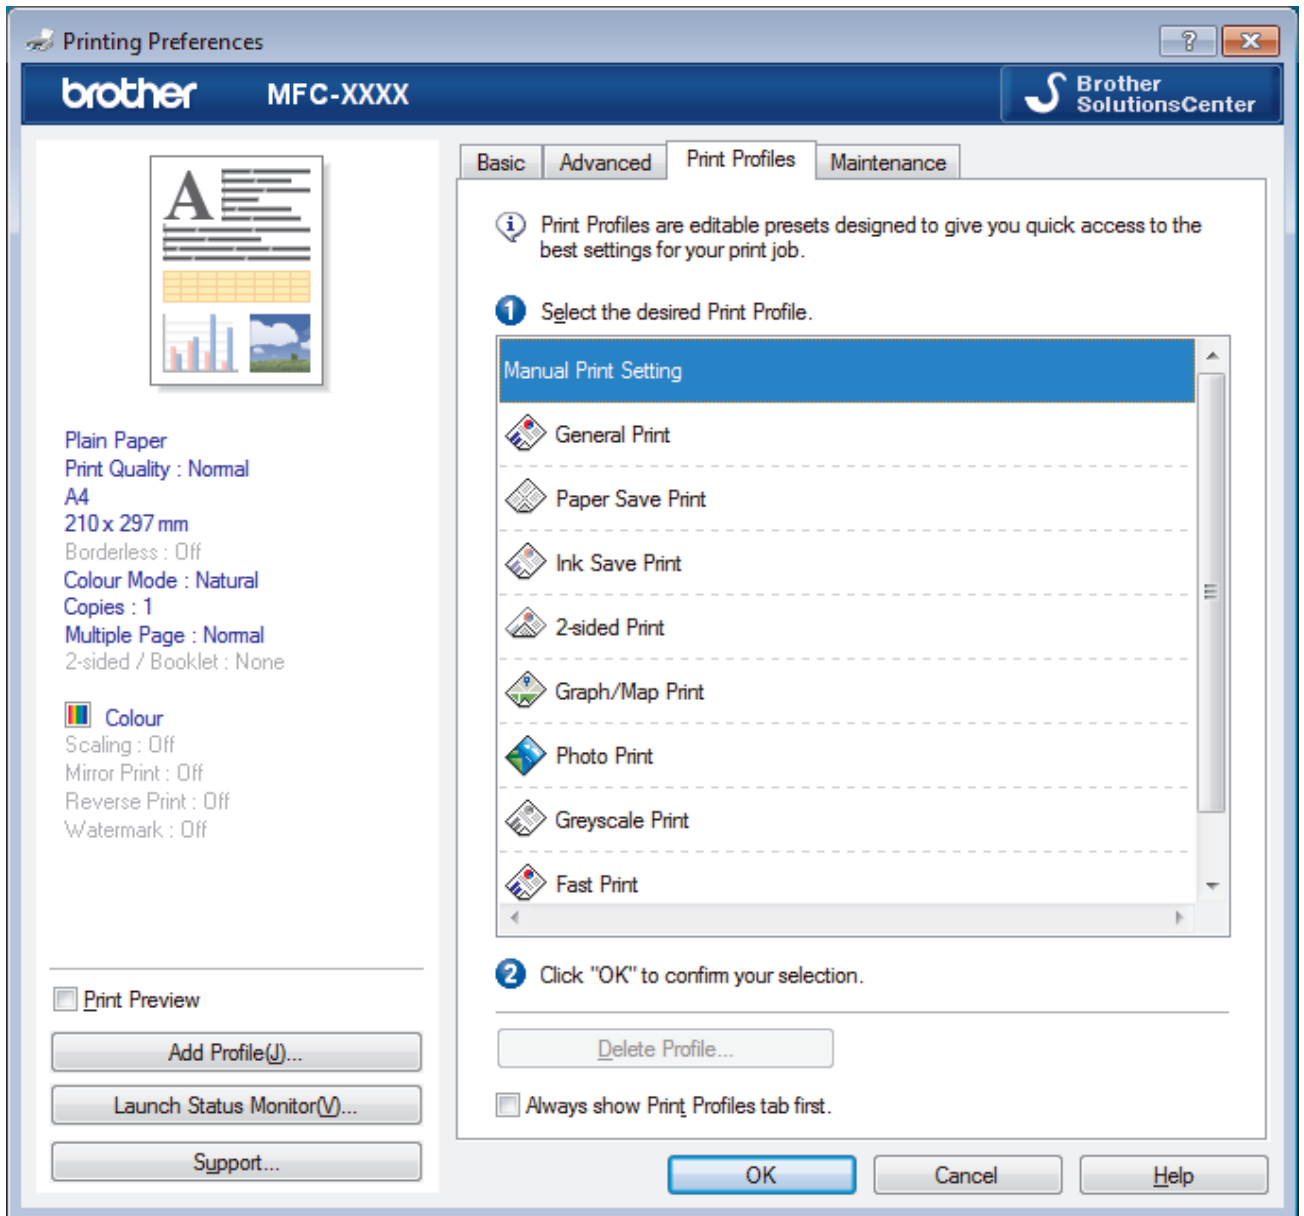 Printing Preferences
brother MFC-XXXX
Brother
SolutionsCenter
Plain Paper
Print Quality : Normal
A4
210 x 297 mm
Borderless : Off
Colour Mode : Natural
Copies : 1
Multiple Page : Normal
2-sided / Booklet : None
Colour
Scaling : Off
Mirror Print : Off
Reverse Print : Off
Watermark : Off
Print Preview
Add Profile(J)...
Launch Status Monitor(V)...
Support...
Basic Advanced Print Profiles Maintenance
Print Profiles are editable presets designed to give you quick access to the
best settings for your print job.
1 Select the desired Print Profile.
Manual Print Setting
General Print
Paper Save Print
Ink Save Print
2-sided Print
Graph/Map Print
Photo Print
Greyscale Print
Fast Print
2 Click "OK" to confirm your selection.
Delete Profile...
Always show Print Profiles tab first.
OK Cancel Help